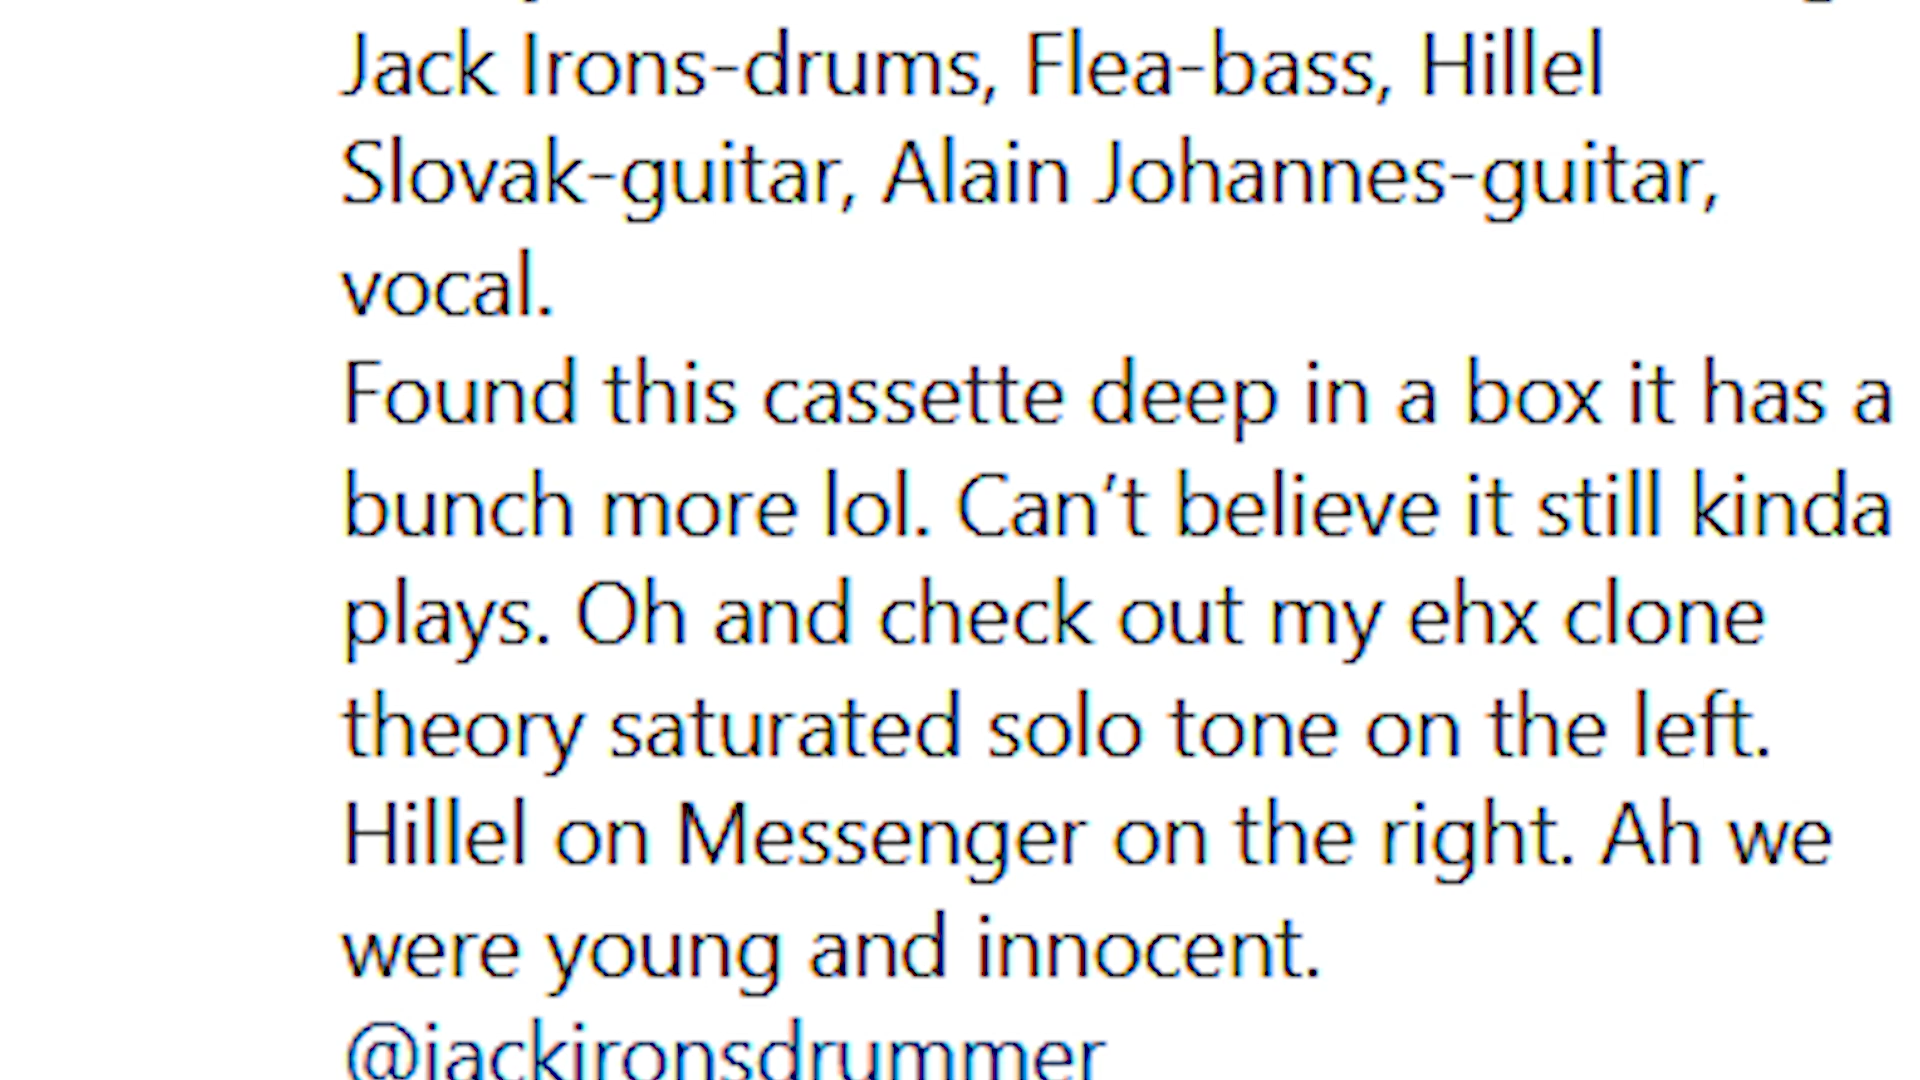 Jack Irons-drums, Flea-bass, Hillel
Slovak-guitar, Alain Johannes-guitar,
vocal.
Found this cassette deep in a box it has a
bunch more lol. Can’t believe it still kinda
plays. Oh and check out my ehx clone
theory saturated solo tone on the left.
Hillel on Messenger on the right. Ah we
were young and innocent.
@jackironsdrummer